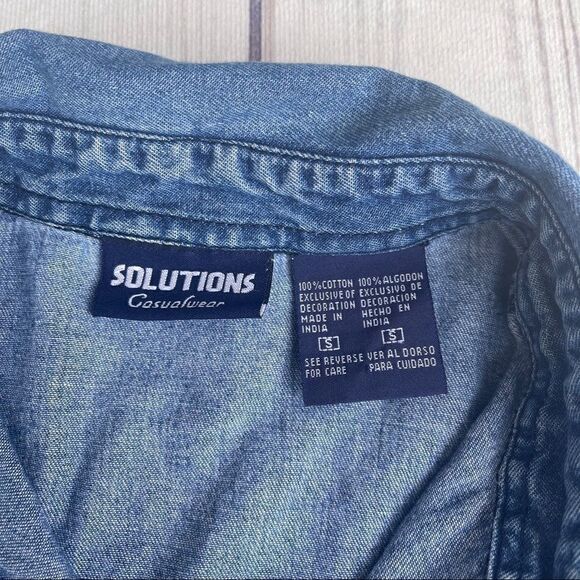 SOLUTIONS
Casualwear
100% COTTON
EXCLUSIVE OF
DECORATION
MADE IN
INDIA
S
SEE REVERSE
FOR CARE
100% ALGODON
EXCLUSIVO DE
DECORACION
HECHO EN
INDIA
S
VER AL DORSO
PARA CUIDADO